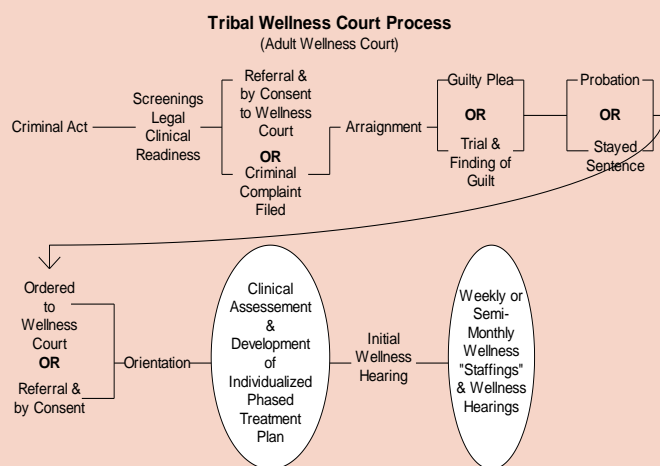 Tribal Wellness Court Process
(Adult Wellness Court)
Criminal Act
Screenings
Legal
Clinical
Readiness
Referral &
by Consent
to Wellness
Court
OR
Criminal
Complaint
Filed
Arraignment
Guilty Plea
OR
Trial &
Finding of
Guilt
Probation
OR
Stayed
Sentence
Ordered
to
Wellness
Court
OR
Referral &
by Consent
Orientation
Clinical
Assessement
&
Development
of
Individualized
Phased
Treatment
Plan
Initial
Wellness
Hearing
Weekly or
Semi-
Monthly
Wellness
"Staffings"
& Wellness
Hearings